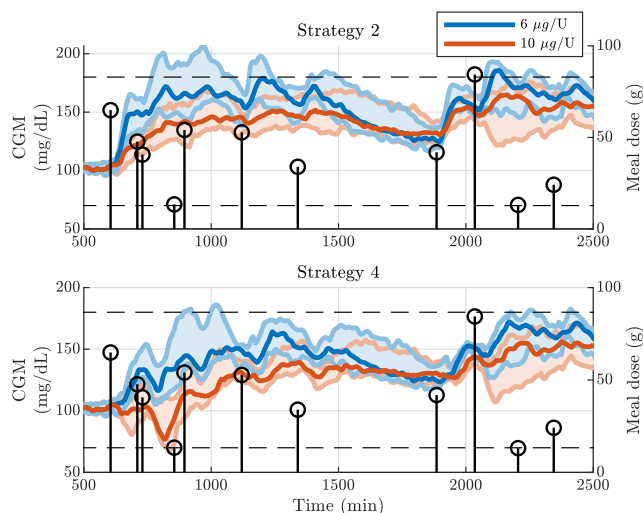 Strategy 2
6 μg/U
10 μg/U
200
150
100
50
CGM
(mg/dL)
100
50
0
Meal dose (g)
500
1000
1500
2000
2500
Strategy 4
200
150
100
50
CGM
(mg/dL)
100
50
0
Meal dose (g)
500
1000
1500
2000
2500
Time (min)